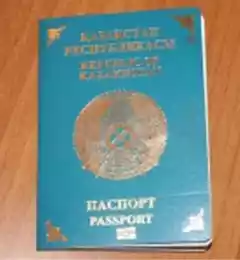 ҚАЗАҚСТАН
РЕСПУБЛИКАСЫ
REPUBLIC OF
KAZAKHSTAN
ПАСПОРТ
PASSPORT